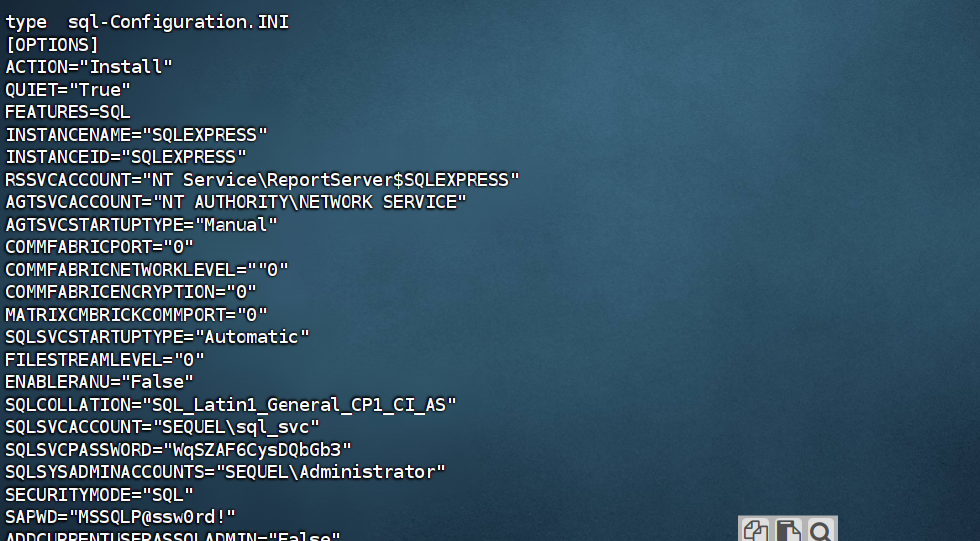 type  sql-Configuration.INI
[OPTIONS]
ACTION="Install"
QUIET="True"
FEATURES=SQL
INSTANCENAME="SQLEXPRESS"
INSTANCEID="SQLEXPRESS"
RSSVCACCOUNT="NT Service\ReportServer$SQLEXPRESS"
AGTSVCACCOUNT="NT AUTHORITY\NETWORK SERVICE"
AGTSVCSTARTUPTYPE="Manual"
COMMFABRICPORT="0"
COMMFABRICNETWORKLEVEL=""0"
COMMFABRICENCRYPTION="0"
MATRIXCMBRICKCOMMPORT="0"
SQLSVCSTARTUPTYPE="Automatic"
FILESTREAMLEVEL="0"
ENABLERANU="False"
SQLCOLLATION="SQL_Latin1_General_CP1_CI_AS"
SQLSVCACCOUNT="SEQUEL\sql_svc"
SQLSVCPASSWORD="WqSZAF6CysDQbGb3"
SQLSYSADMINACCOUNTS="SEQUEL\Administrator"
SECURITYMODE="SQL"
SAPWD="MSSQLP@ssw0rd!"
ADDCURRENTUSERASSQLADMIN="False"